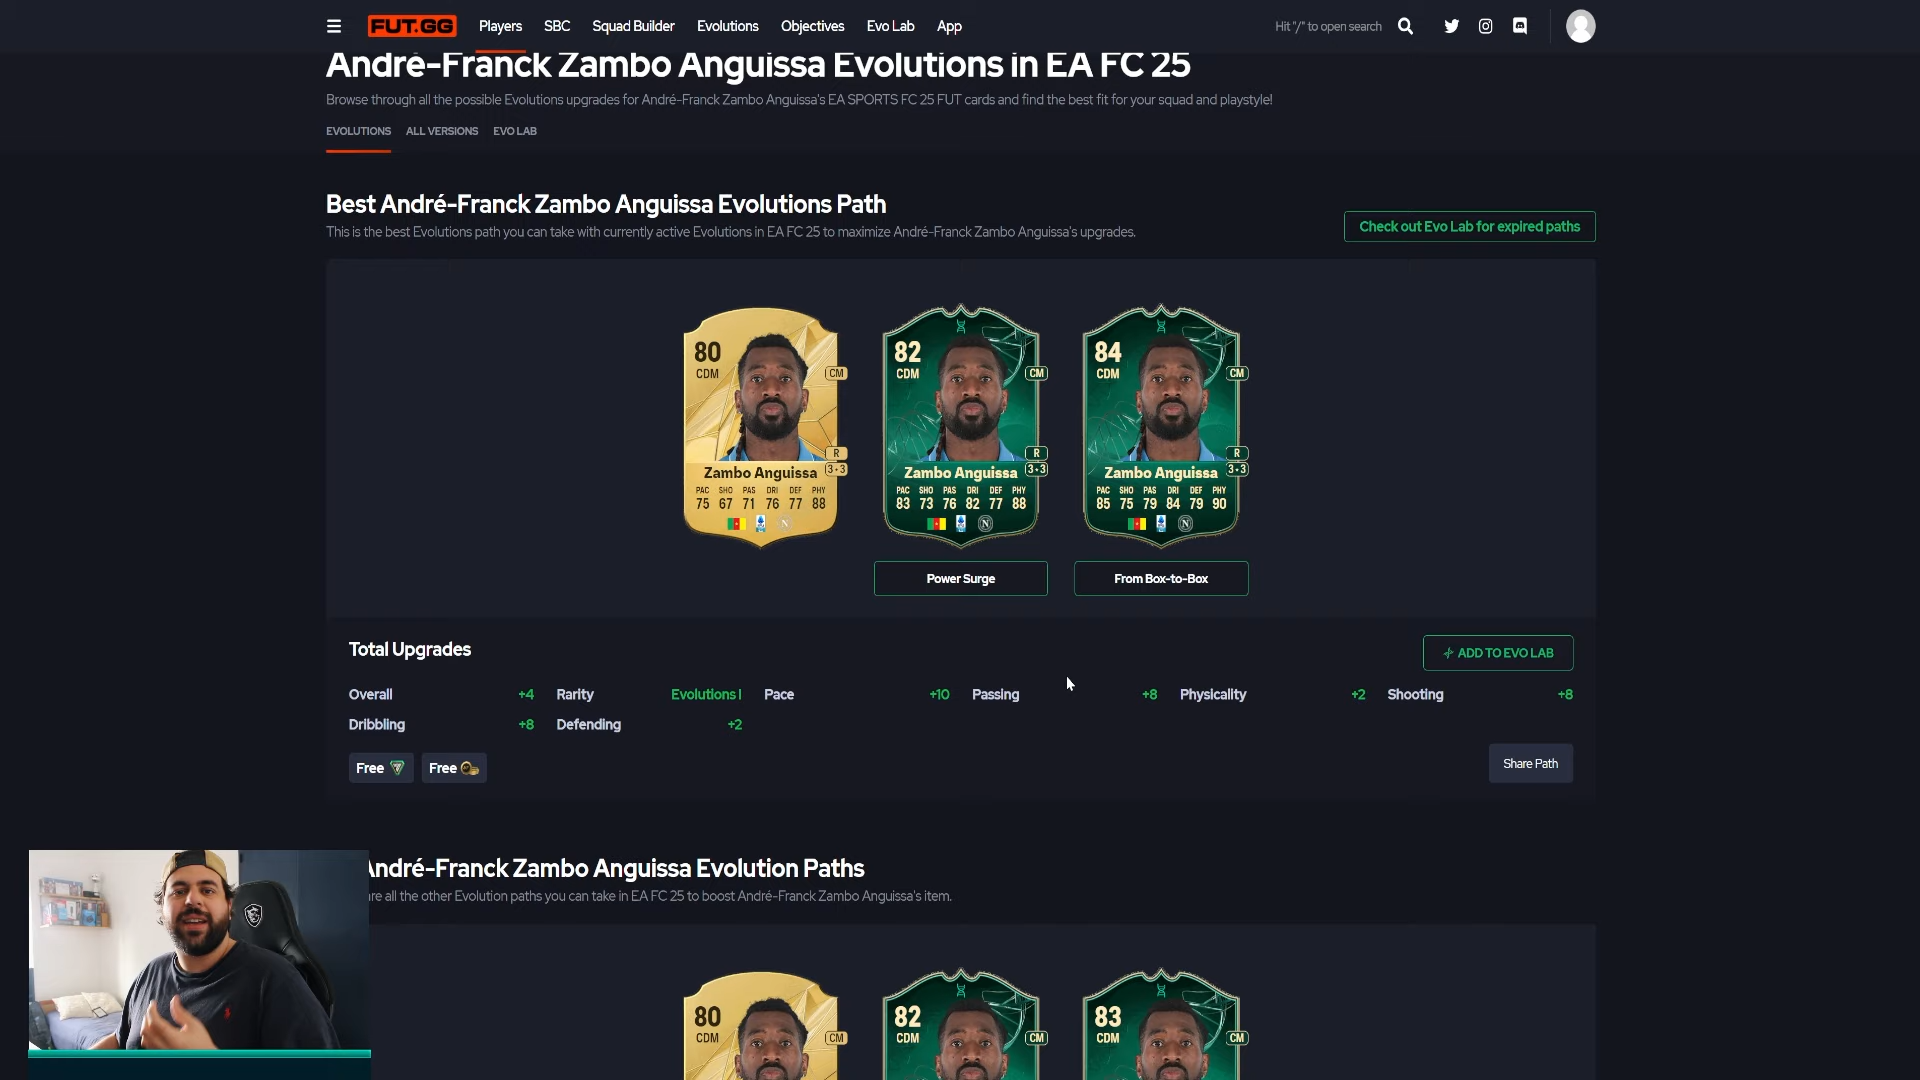 FUT.GG Players SBC Squad Builder Evolutions Objectives Evo Lab App Hit "/" to open search
André-Franck Zambo Anguissa Evolutions in EA FC 25
Browse through all the possible Evolutions upgrades for André-Franck Zambo Anguissa's EA SPORTS FC 25 FUT cards and find the best fit for your squad and playstyle!
EVOLUTIONS ALL VERSIONS EVO LAB
Best André-Franck Zambo Anguissa Evolutions Path
This is the best Evolutions path you can take with currently active Evolutions in EA FC 25 to maximize André-Franck Zambo Anguissa's upgrades.
Check out Evo Lab for expired paths
80
CDM
CM
R
3•3
Zambo Anguissa
PAC SHO PAS DRI DEF PHY
75 67 71 76 77 88
82
CDM
CM
R
3•3
Zambo Anguissa
PAC SHO PAS DRI DEF PHY
83 73 76 82 77 88
N
Power Surge
84
CDM
CM
R
3•3
Zambo Anguissa
PAC SHO PAS DRI DEF PHY
85 75 79 84 79 90
N
From Box-to-Box
Total Upgrades
ADD TO EVO LAB
Overall +4 Rarity Evolutions I Pace +10 Passing +8 Physicality +2 Shooting +8
Dribbling +8 Defending +2
Free Free
Share Path
André-Franck Zambo Anguissa Evolution Paths
are all the other Evolution paths you can take in EA FC 25 to boost André-Franck Zambo Anguissa's item.
80
CDM
CM
82
CDM
CM
83
CDM
CM